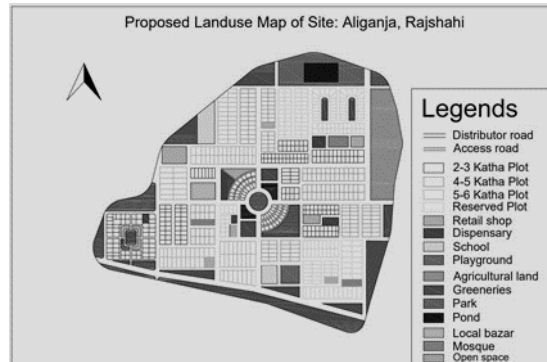 Proposed Landuse Map of Site: Aliganja, Rajshahi
Legends
Distributor road
Access road
2-3 Katha Plot
4-5 Katha Plot
5-6 Katha Plot
Reserved Plot
Retail shop
Dispensary
School
Playground
Agricultural land
Greeneries
Park
Pond
Local bazar
Mosque
Open space